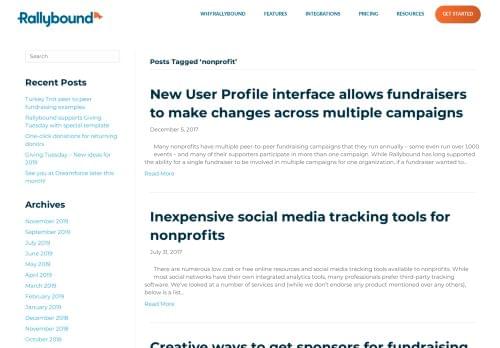 Rallybound
WHY RALLYBOUND
FEATURES
INTEGRATIONS
PRICING
RESOURCES
GET STARTED
Search
Recent Posts
Turkey Trot peer to peer
fundraising examples
Rallybound supports Giving
Tuesday with special template
One-click donations for returning
donors
Giving Tuesday – New ideas for
2019
See you at Dreamforce later this
month!
Archives
November 2019
September 2019
July 2019
June 2019
May 2019
April 2019
March 2019
February 2019
January 2019
December 2018
November 2018
October 2018
Posts Tagged ‘nonprofit’
New User Profile interface allows fundraisers
to make changes across multiple campaigns
December 5, 2017
Many nonprofits have multiple peer-to-peer fundraising campaigns that they run annually – some even run over 1,000
events – and many of their supporters participate in more than one campaign. While Rallybound has long supported
the ability for a single fundraiser to be involved in multiple campaigns for one organization, if a fundraiser wanted to...
Read More
Inexpensive social media tracking tools for
nonprofits
July 31, 2017
There are numerous low cost or free online resources and social media tracking tools available to nonprofits. While
most social networks have their own integrated analytics tools, many professionals prefer third-party tracking
software. We've looked at a number of services and (while we don't endorse any product mentioned over any others),
below is a list...
Read More
Creative ways to get sponsors for fundraising